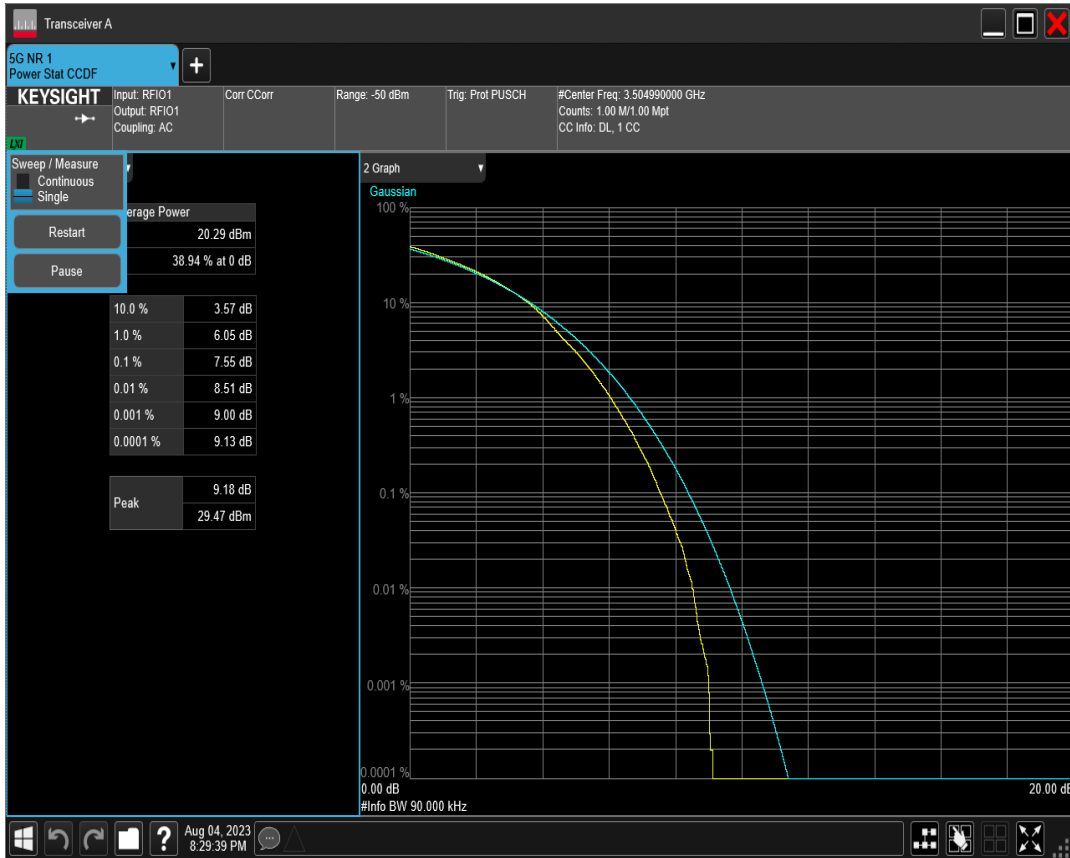 Transceiver A
5G NR 1
Power Stat CCDF
+
KEYSIGHT
LXI
Input: RFIO1
Output: RFIO1
Coupling: AC
Corr CCorr
Range: -50 dBm
Trig: Prot PUSCH
#Center Freq: 3.504990000 GHz
Counts: 1.00 M/1.00 Mpt
CC Info: DL, 1 CC
Sweep / Measure
Continuous
Single
Restart
Pause
erage Power
20.29 dBm
38.94 % at 0 dB
10.0 % 3.57 dB
1.0 % 6.05 dB
0.1 % 7.55 dB
0.01 % 8.51 dB
0.001 % 9.00 dB
0.0001 % 9.13 dB
Peak
9.18 dB
29.47 dBm
2 Graph
Gaussian
100 %
10 %
1 %
0.1 %
0.01 %
0.001 %
0.0001 %
0.00 dB
20.00 dB
#Info BW 90.000 kHz
?
Aug 04, 2023
8:29:39 PM